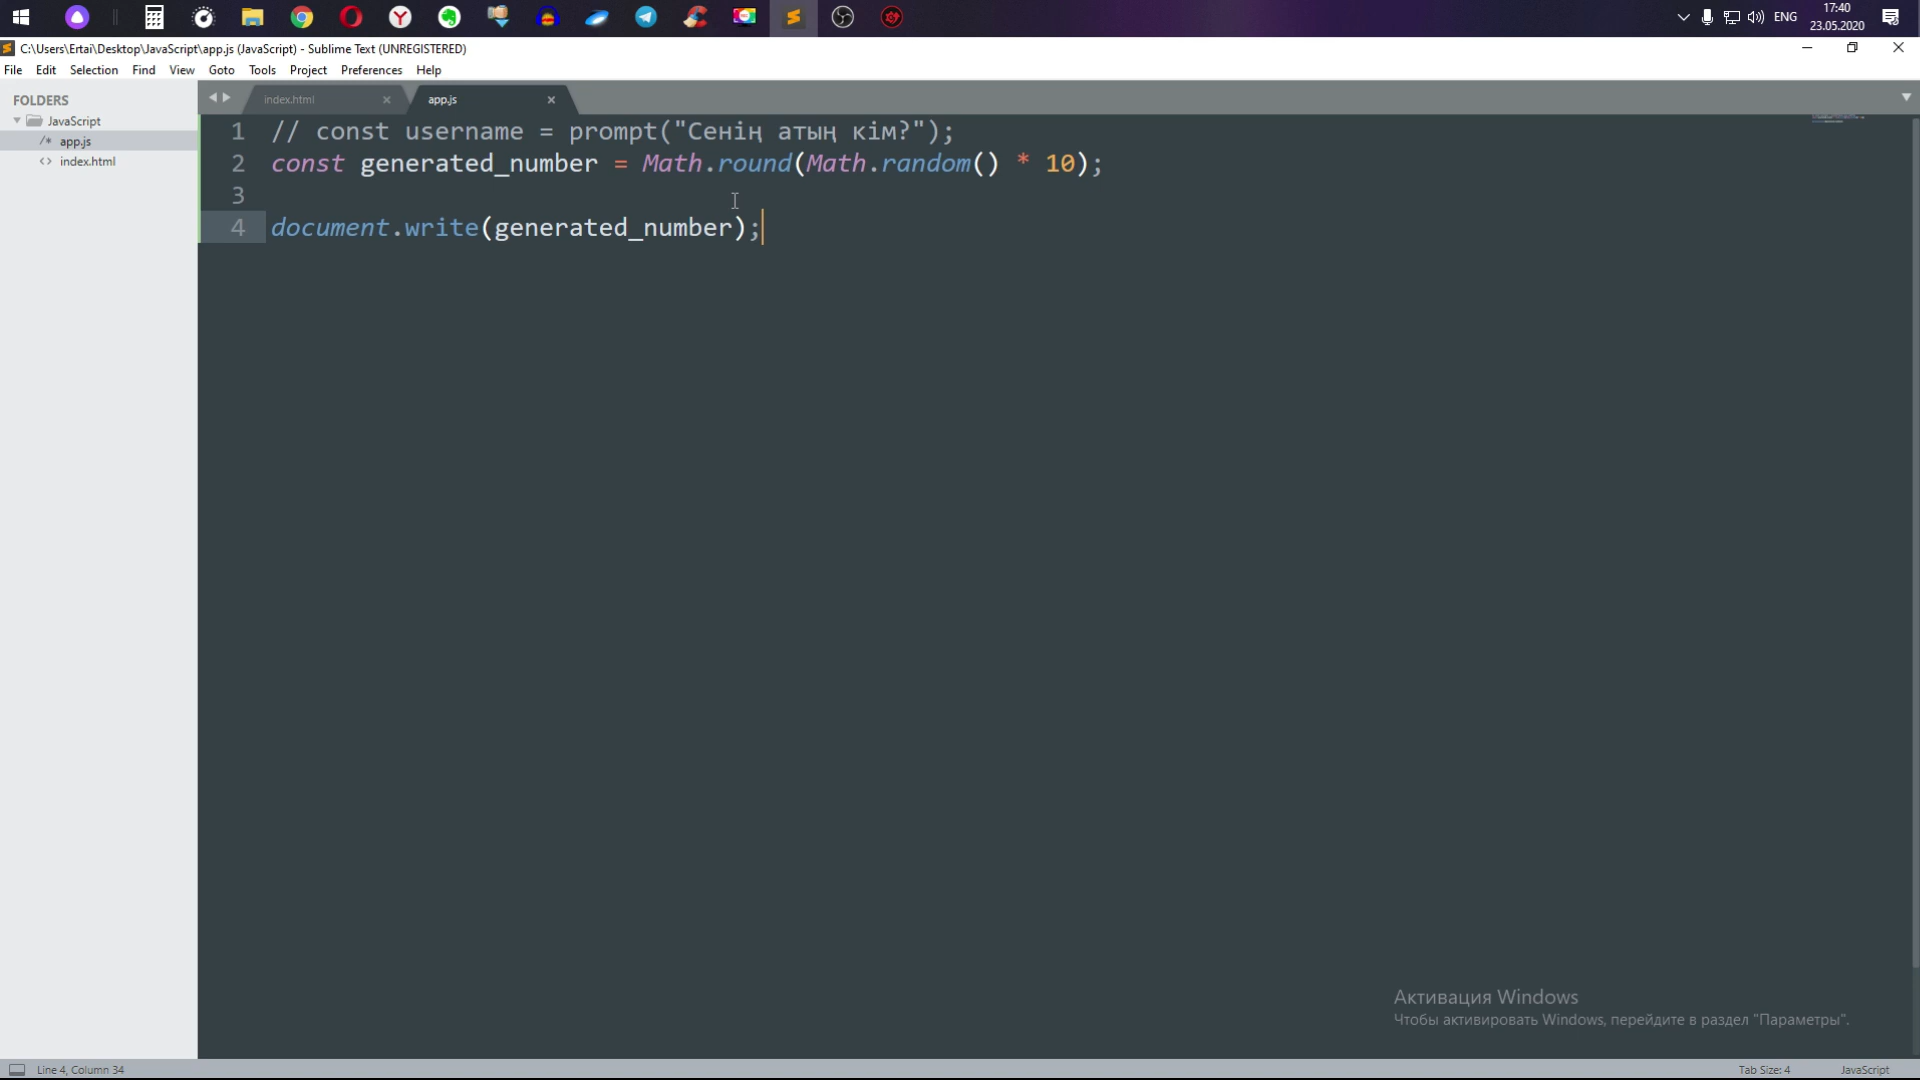 17:40
ENG
23.05.2020
C:\Users\Ertai\Desktop\JavaScript\app.js (JavaScript) - Sublime Text (UNREGISTERED)
File Edit Selection Find View Goto Tools Project Preferences Help
FOLDERS
JavaScript
/* app.js
<> index.html
index.html
app.js
1 // const username = prompt("Сенің атың кім?");
2 const generated_number = Math.round(Math.random() * 10);
3
4 document.write(generated_number);
Активация Windows
Чтобы активировать Windows, перейдите в раздел "Параметры".
Line 4, Column 34
Tab Size: 4
JavaScript